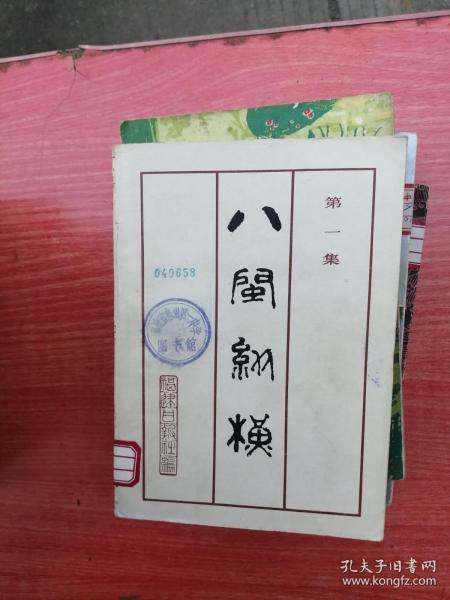 第一集
八闽纵横
040658
图书馆
福建日报社编
孔夫子旧书网
www.kongfz.com